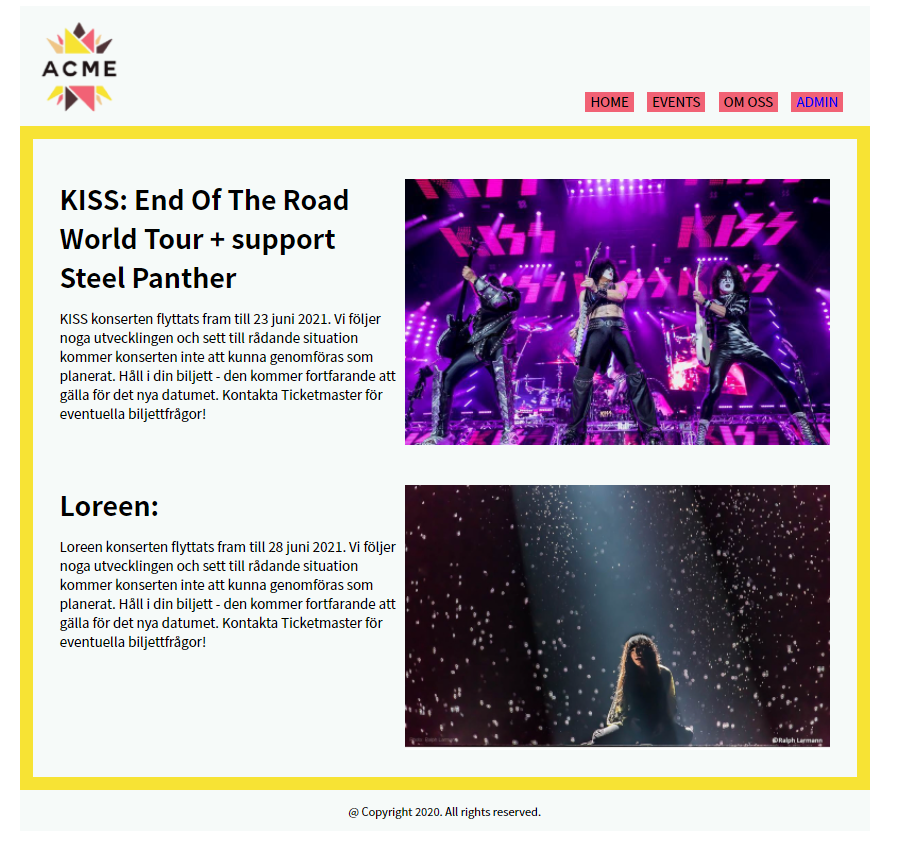 ACME
HOME EVENTS OM OSS ADMIN
KISS: End Of The Road
World Tour + support
Steel Panther
KISS konserten flyttats fram till 23 juni 2021. Vi följer
noga utvecklingen och sett till rådande situation
kommer konserten inte att kunna genomföras som
planerat. Håll i din biljett - den kommer fortfarande att
gälla för det nya datumet. Kontakta Ticketmaster för
eventuella biljettfrågor!
KISS
KISS
KISS
Loreen:
Loreen konserten flyttats fram till 28 juni 2021. Vi följer
noga utvecklingen och sett till rådande situation
kommer konserten inte att kunna genomföras som
planerat. Håll i din biljett - den kommer fortfarande att
gälla för det nya datumet. Kontakta Ticketmaster för
eventuella biljettfrågor!
©Ralph Larmann
@ Copyright 2020. All rights reserved.